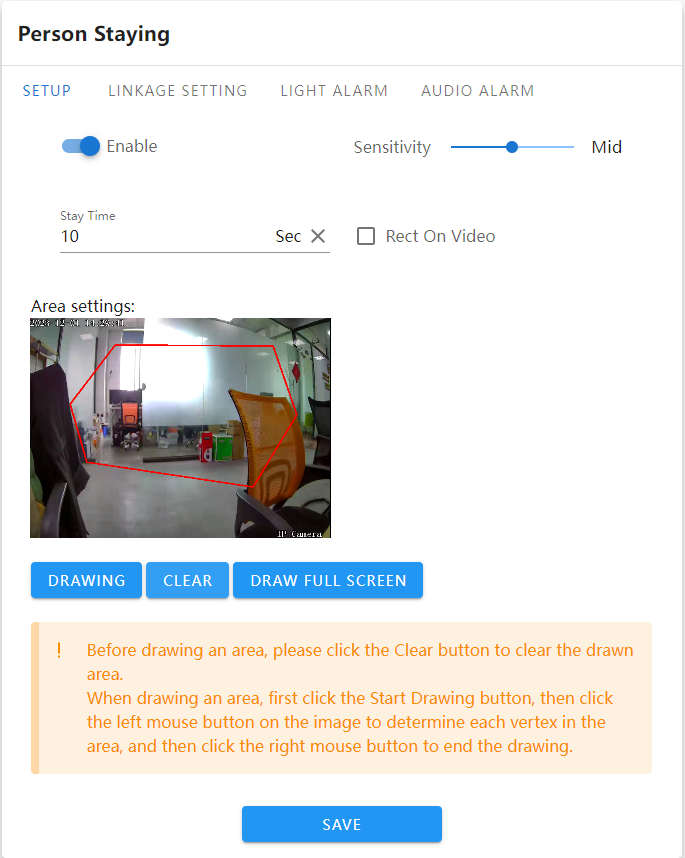 Person Staying
SETUP LINKAGE SETTING LIGHT ALARM AUDIO ALARM
Enable Sensitivity Mid
Stay Time
10 Sec Rect On Video
Area settings:
IP Camera
DRAWING CLEAR DRAW FULL SCREEN
! Before drawing an area, please click the Clear button to clear the drawn
area.
When drawing an area, first click the Start Drawing button, then click
the left mouse button on the image to determine each vertex in the
area, and then click the right mouse button to end the drawing.
SAVE